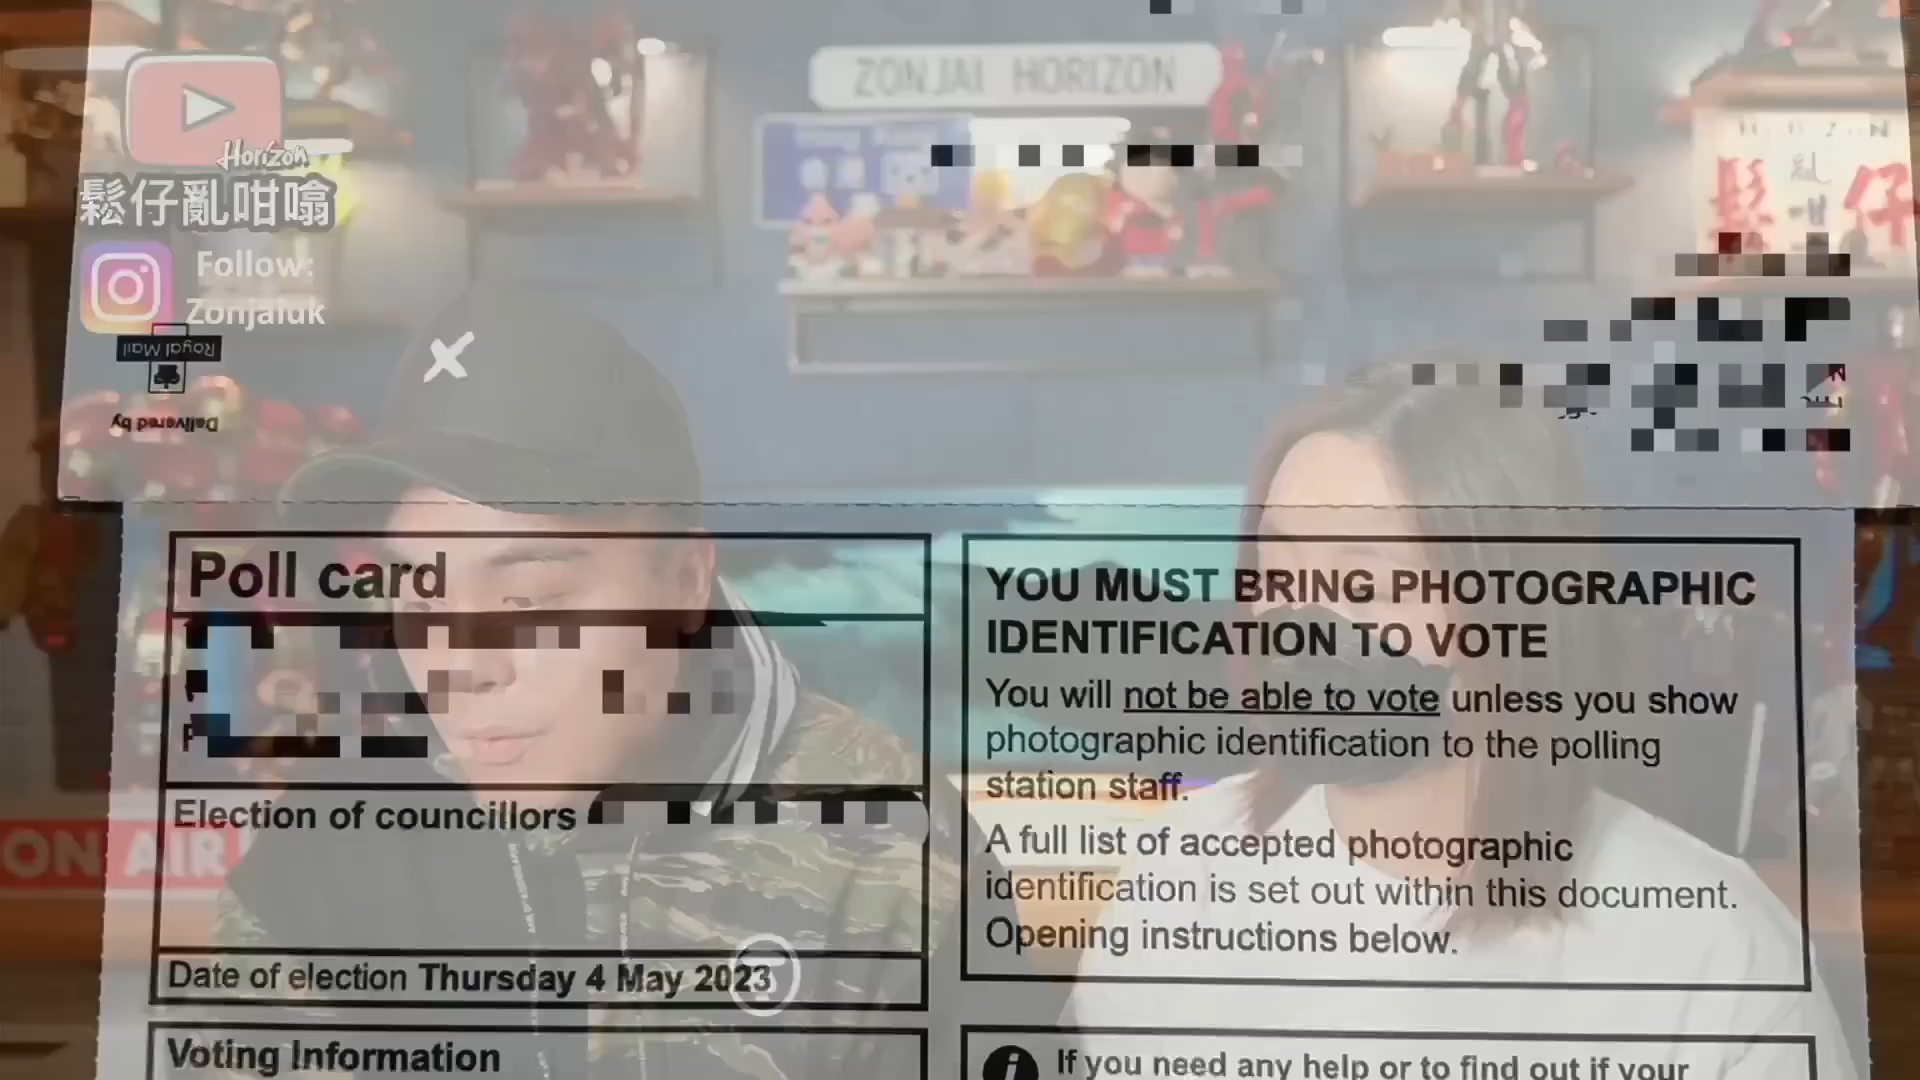 ZONJAI HORIZON
Horizon
鬆仔亂咁噏
Follow:
Zonjaiuk
Royal Mail
Delivered by
鬆
亂
咁
仔
ON AIR
Poll card
Election of councillors
Date of election Thursday 4 May 2023
Voting Information
YOU MUST BRING PHOTOGRAPHIC
IDENTIFICATION TO VOTE
You will not be able to vote unless you show
photographic identification to the polling
station staff.
A full list of accepted photographic
identification is set out within this document.
Opening instructions below.
If you need any help or to find out if your